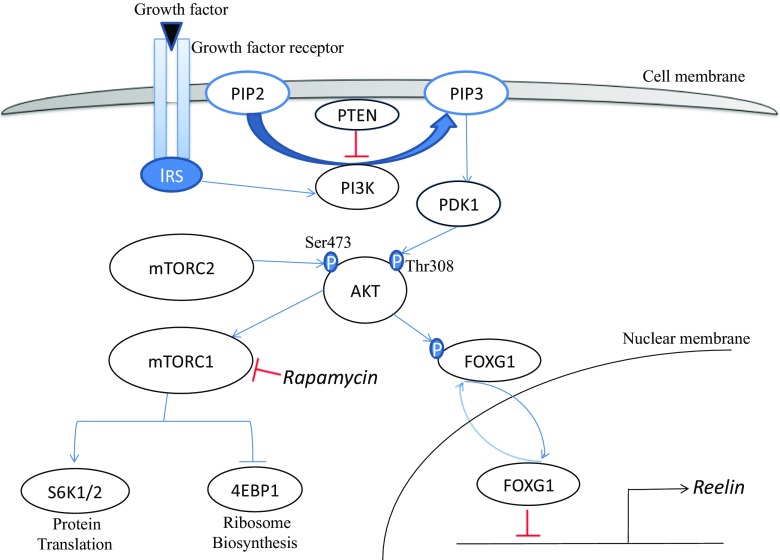 Growth factor
Growth factor receptor
Cell membrane
PIP2
PIP3
PTEN
IRS
PI3K
PDK1
Ser473
P
P
Thr308
mTORC2
AKT
Nuclear membrane
mTORC1
P
FOXG1
Rapamycin
S6K1/2
4EBP1
FOXG1
Reelin
Protein
Translation
Ribosome
Biosynthesis